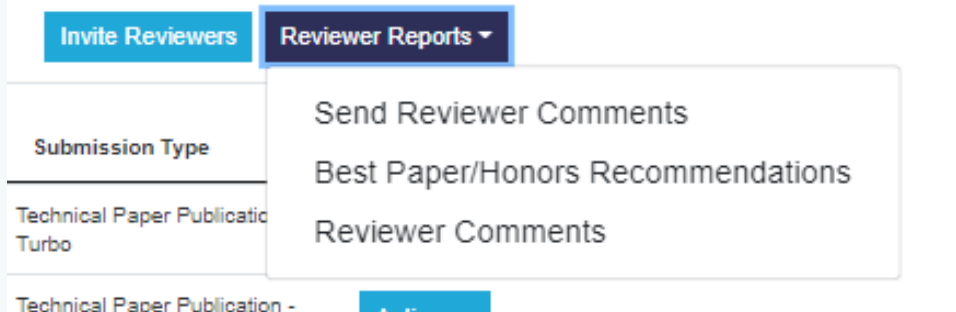 Invite Reviewers
Reviewer Reports
Send Reviewer Comments
Submission Type
Best Paper/Honors Recommendations
Technical Paper Publicatio
Turbo
Reviewer Comments
Technical Paper Publication -